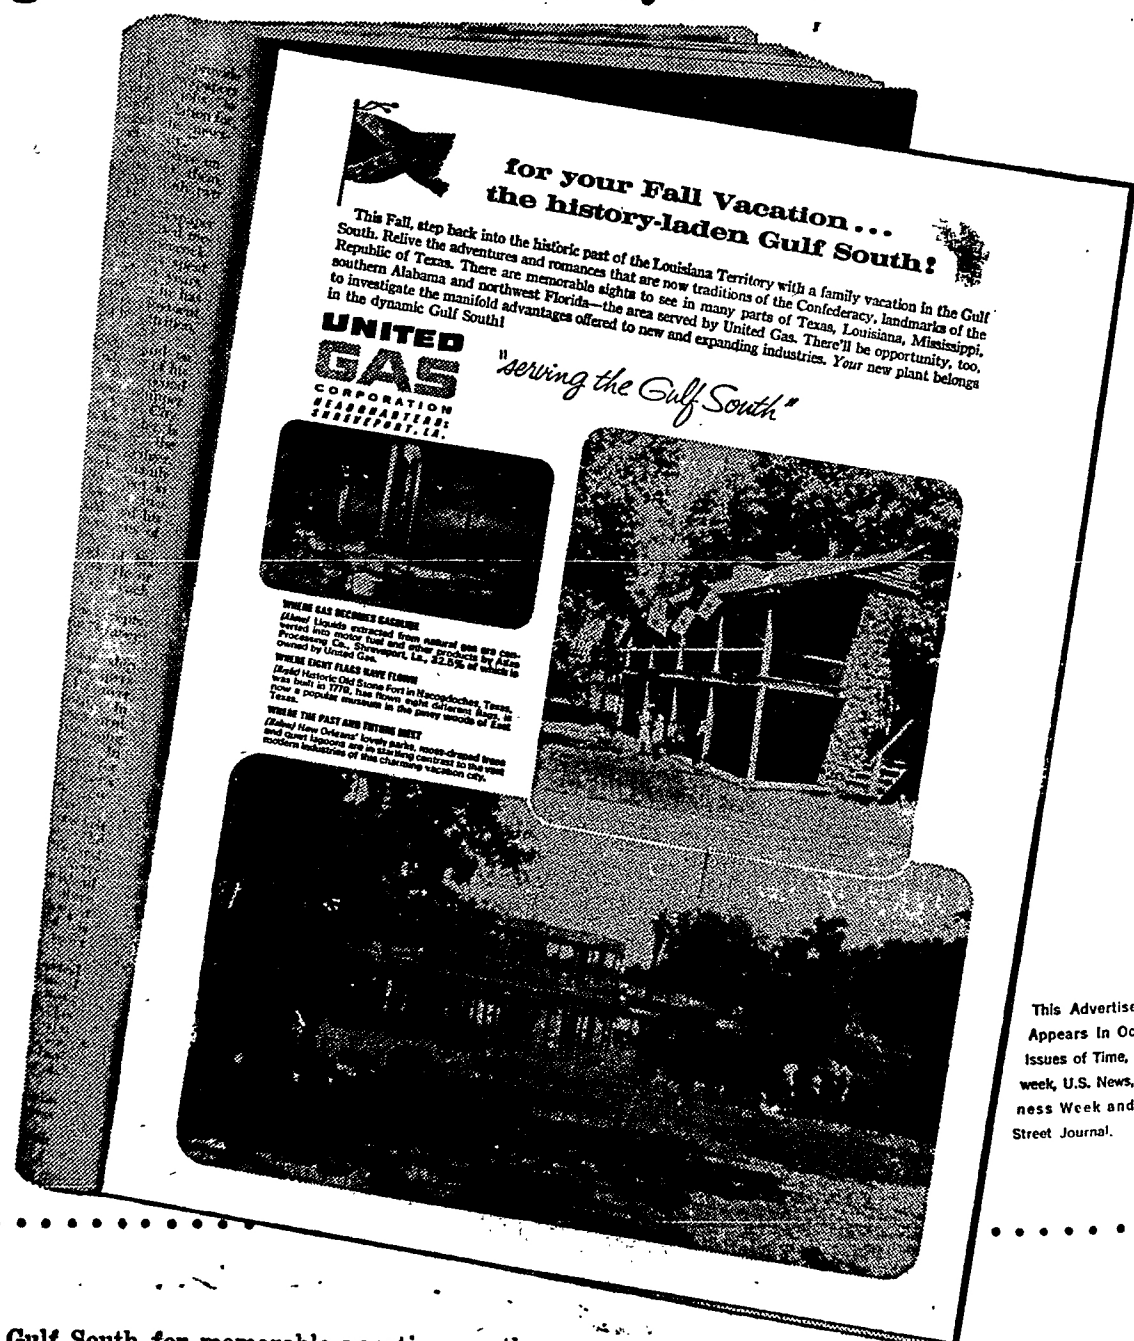 for your Fall Vacation...
the history-laden Gulf South!
This Fall, step back into the historic past of the Louisiana Territory with a family vacation in the Gulf
South. Relive the adventures and romances that are now traditions of the Confederacy, landmarks of the
Republic of Texas. There are memorable sights to see in many parts of Texas, Louisiana, Mississippi,
southern Alabama and northwest Florida—the area served by United Gas. There'll be opportunity, too,
to investigate the manifold advantages offered to new and expanding industries. Your new plant belongs
in the dynamic Gulf South!
UNITED
GAS
CORPORATION
HEADQUARTERS:
SHREVEPORT, LA.
"serving the Gulf South"
WHERE GAS BECOMES GASOLINE
(Above) Liquids extracted from natural gas are con-
verted into motor fuel and other products by Atlas
Processing Co., Shreveport, La., 32.5% of which is
owned by United Gas.
WHERE EIGHT FLAGS HAVE FLOWN
(Right) Historic Old Stone Fort in Nacogdoches, Texas,
was built in 1779, has flown eight different flags, is
now a popular museum in the piney woods of East
Texas.
WHERE THE PAST AND FUTURE MEET
(Below) New Orleans' lovely parks, moss-draped trees
and quiet lagoons are in startling contrast to the vast
modern industries of this charming vacation city.
This Advertise
Appears In Oc
Issues of Time,
week, U.S. News,
ness Week and
Street Journal.
Gulf South for memorable